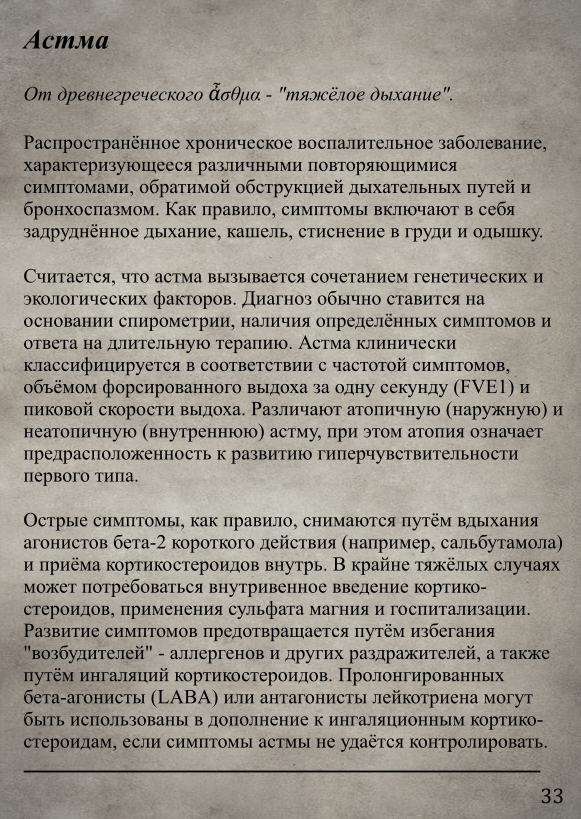 Астма
От древнегреческого ἆσθμα - "тяжёлое дыхание".
Распространённое хроническое воспалительное заболевание,
характеризующееся различными повторяющимися
симптомами, обратимой обструкцией дыхательных путей и
бронхоспазмом. Как правило, симптомы включают в себя
задруднённое дыхание, кашель, стиснение в груди и одышку.
Считается, что астма вызывается сочетанием генетических и
экологических факторов. Диагноз обычно ставится на
основании спирометрии, наличия определённых симптомов и
ответа на длительную терапию. Астма клинически
классифицируется в соответствии с частотой симптомов,
объёмом форсированного выдоха за одну секунду (FVE1) и
пиковой скорости выдоха. Различают атопичную (наружную) и
неатопичную (внутреннюю) астму, при этом атопия означает
предрасположенность к развитию гиперчувствительности
первого типа.
Острые симптомы, как правило, снимаются путём вдыхания
агонистов бета-2 короткого действия (например, сальбутамола)
и приёма кортикостероидов внутрь. В крайне тяжёлых случаях
может потребоваться внутривенное введение кортико-
стероидов, применения сульфата магния и госпитализации.
Развитие симптомов предотвращается путём избегания
"возбудителей" - аллергенов и других раздражителей, а также
путём ингаляций кортикостероидов. Пролонгированных
бета-агонисты (LABA) или антагонисты лейкотриена могут
быть использованы в дополнение к ингаляционным кортико-
стероидам, если симптомы астмы не удаётся контролировать.
33